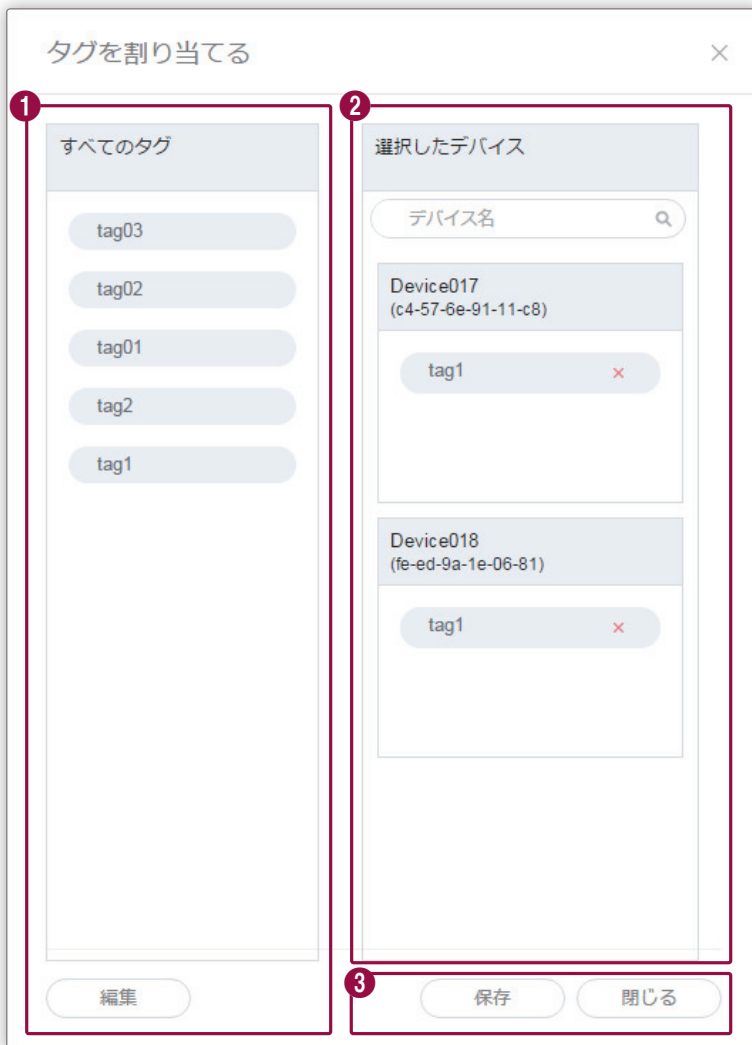 タグを割り当てる
×
1
すべてのタグ
tag03
tag02
tag01
tag2
tag1
編集
2
選択したデバイス
デバイス名
Device017
(c4-57-6e-91-11-c8)
tag1 ×
Device018
(fe-ed-9a-1e-06-81)
tag1 ×
3
保存 閉じる